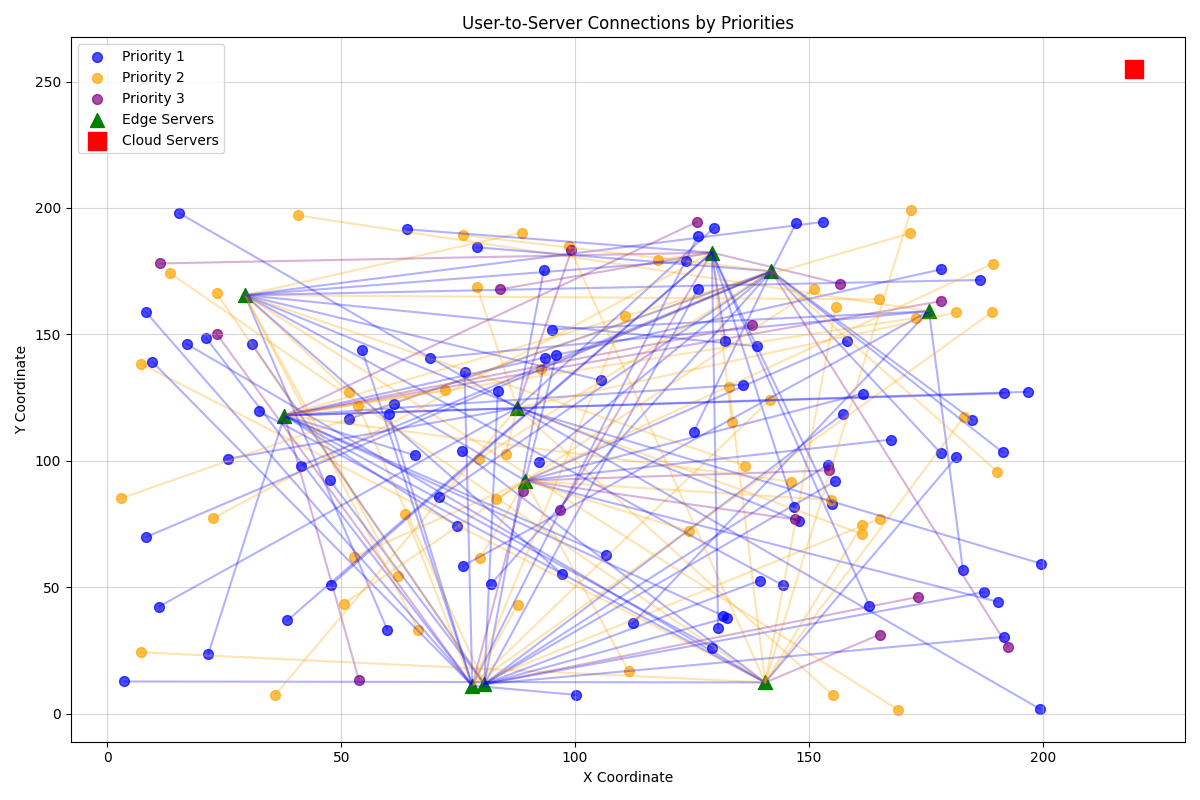 User-to-Server Connections by Priorities
Priority 1
Priority 2
Priority 3
Edge Servers
Cloud Servers
250
200
150
100
50
0
Y Coordinate
0 50 100 150 200
X Coordinate